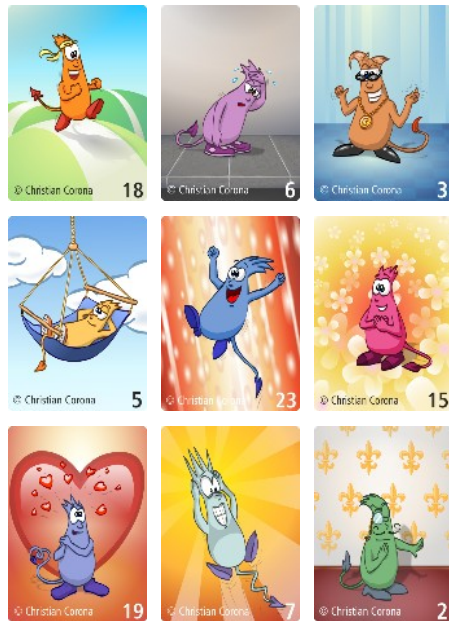 © Christian Corona 18
© Christian Corona 6
© Christian Corona 3
© Christian Corona 5
© Christian Corona 23
© Christian Corona 15
© Christian Corona 19
© Christian Corona 7
© Christian Corona 2